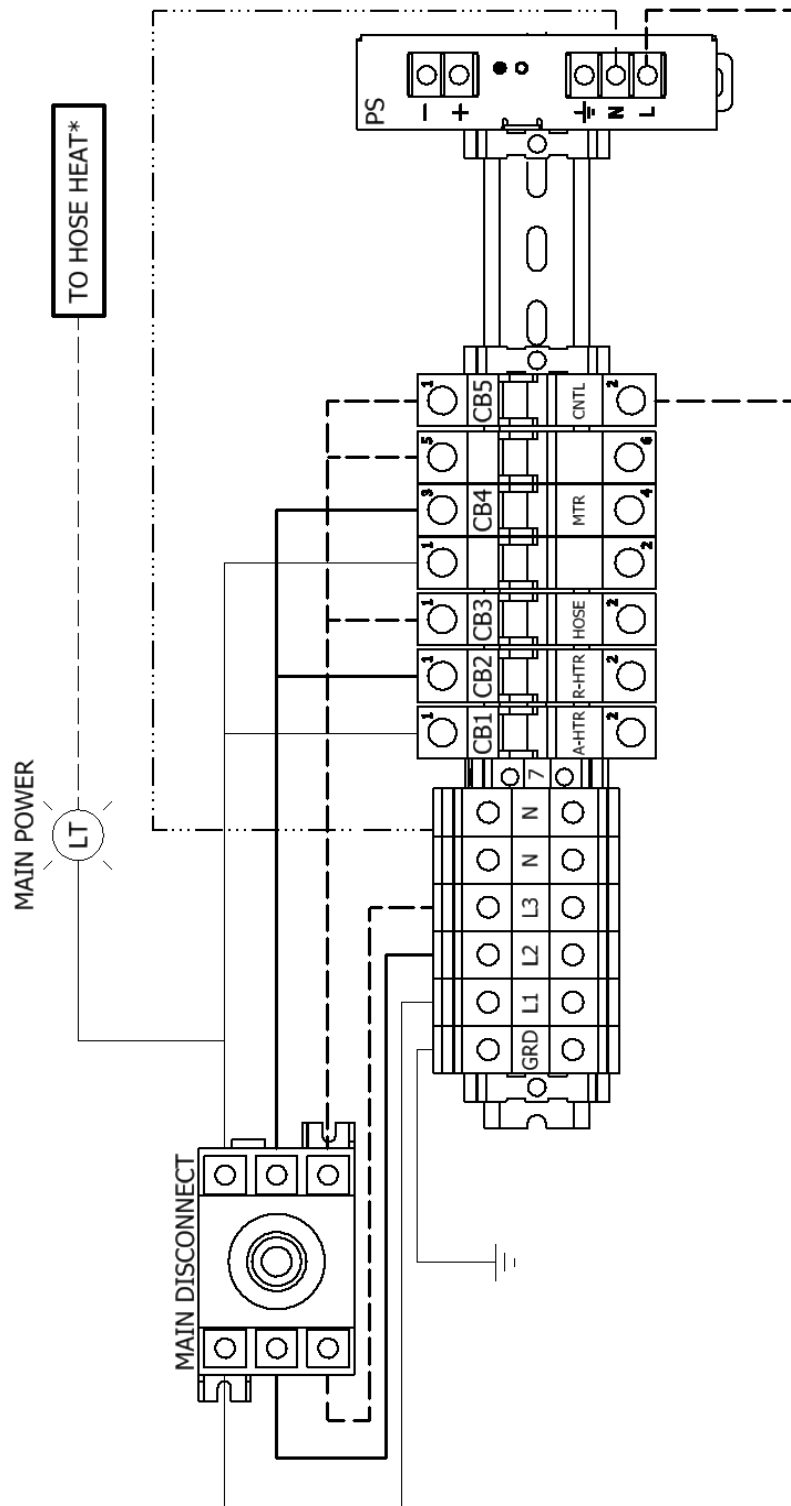 PS
-
+
N
L
TO HOSE HEAT*
1
CB5
CNTL
2
5
6
3
CB4
MTR
4
1
2
1
CB3
HOSE
2
1
CB2
R-HTR
2
1
CB1
A-HTR
2
MAIN POWER
LT
7
N
N
L3
L2
L1
GRD
MAIN DISCONNECT